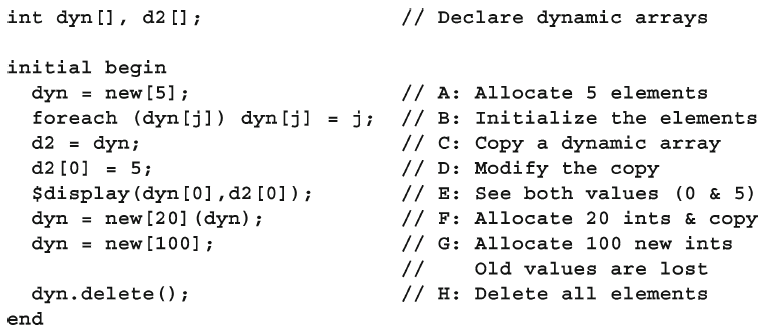 int dyn[], d2[];                // Declare dynamic arrays

initial begin
  dyn = new[5];                 // A: Allocate 5 elements
  foreach (dyn[j]) dyn[j] = j;  // B: Initialize the elements
  d2 = dyn;                     // C: Copy a dynamic array
  d2[0] = 5;                    // D: Modify the copy
  $display(dyn[0],d2[0]);       // E: See both values (0 & 5)
  dyn = new[20](dyn);           // F: Allocate 20 ints & copy
  dyn = new[100];               // G: Allocate 100 new ints
                                //    Old values are lost
  dyn.delete();                 // H: Delete all elements
end